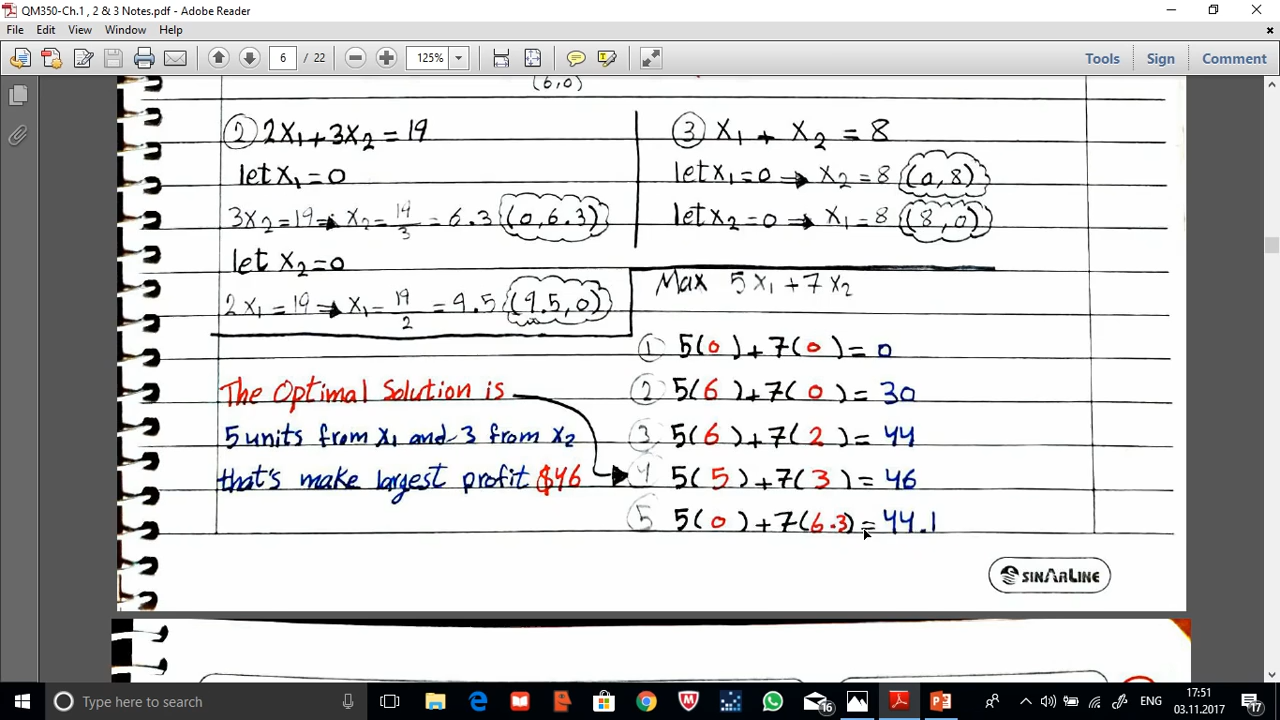 QM350-Ch.1 , 2 & 3 Notes.pdf - Adobe Reader
File Edit View Window Help
6 / 22 125% Tools Sign Comment
(6,0)
② 2X₁+3X₂=19
let X₁=0
3X₂=19→ X₂=19/3=6.3 (0,6.3)
let X₂=0
2X₁=19→X₁=19/2=9.5 (9.5,0)
③ X₁ + X₂ = 8
let X₁=0 → X₂=8 (0,8)
let X₂=0 → X₁=8 (8,0)
Max 5X₁+7X₂
① 5(0)+7(0)=0
② 5(6)+7(0)=30
③ 5(6)+7(2)=44
④ 5(5)+7(3)=46
⑤ 5(0)+7(6.3)=44.1
The Optimal Solution is
5 units from X₁ and 3 from X₂
that's make largest profit $46
SINARLINE
Type here to search
16
ENG
17:51
03.11.2017
17